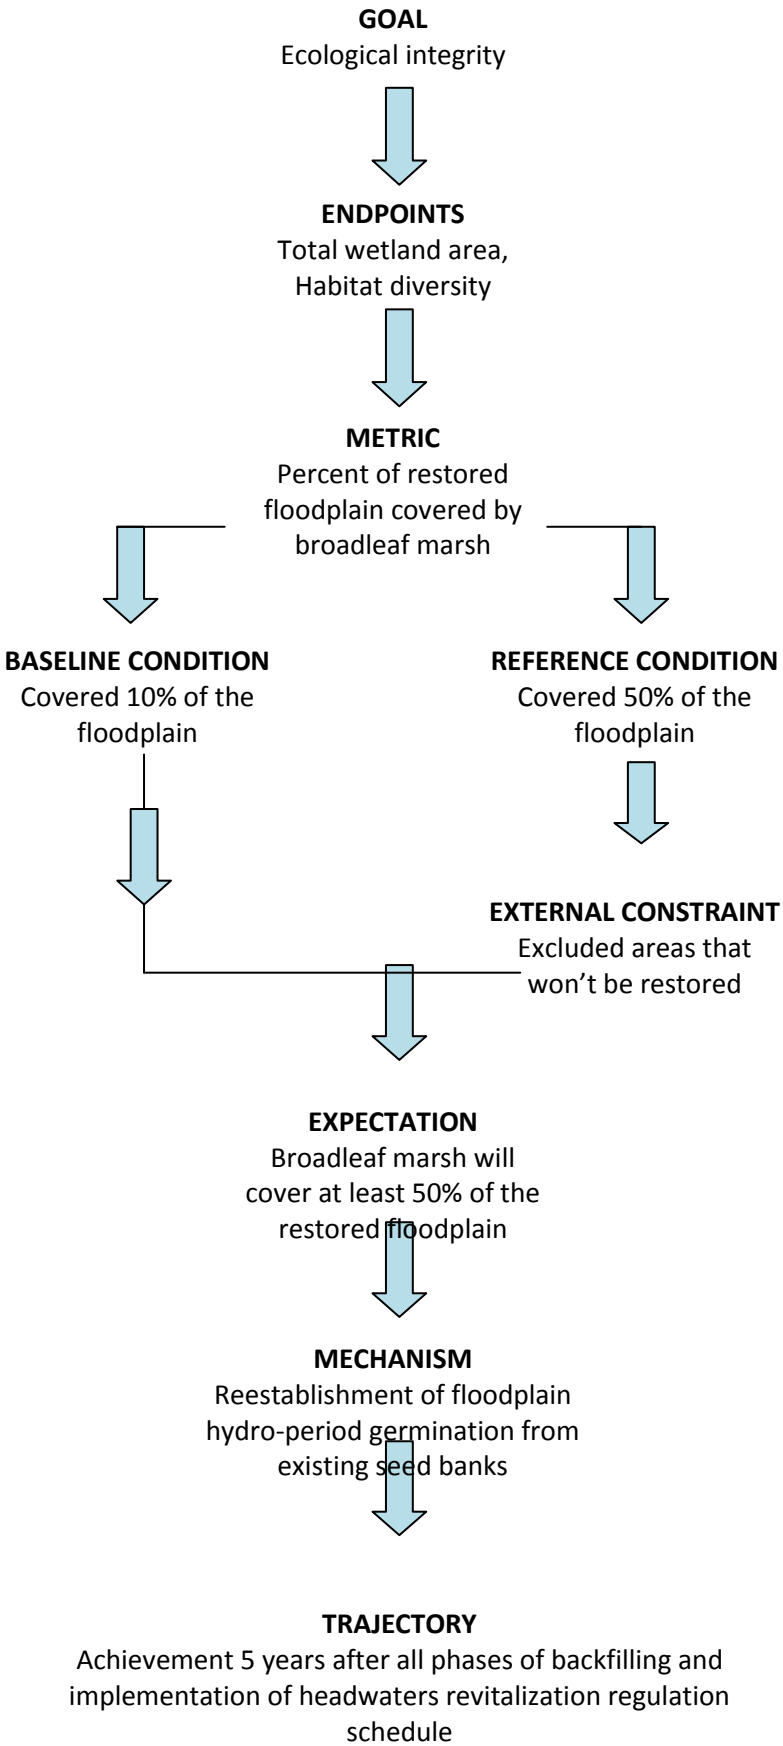 GOAL
Ecological integrity
ENDPOINTS
Total wetland area,
Habitat diversity
METRIC
Percent of restored
floodplain covered by
broadleaf marsh
BASELINE CONDITION
Covered 10% of the
floodplain
REFERENCE CONDITION
Covered 50% of the
floodplain
EXTERNAL CONSTRAINT
Excluded areas that
won’t be restored
EXPECTATION
Broadleaf marsh will
cover at least 50% of the
restored floodplain
MECHANISM
Reestablishment of floodplain
hydro-period germination from
existing seed banks
TRAJECTORY
Achievement 5 years after all phases of backfilling and
implementation of headwaters revitalization regulation
schedule